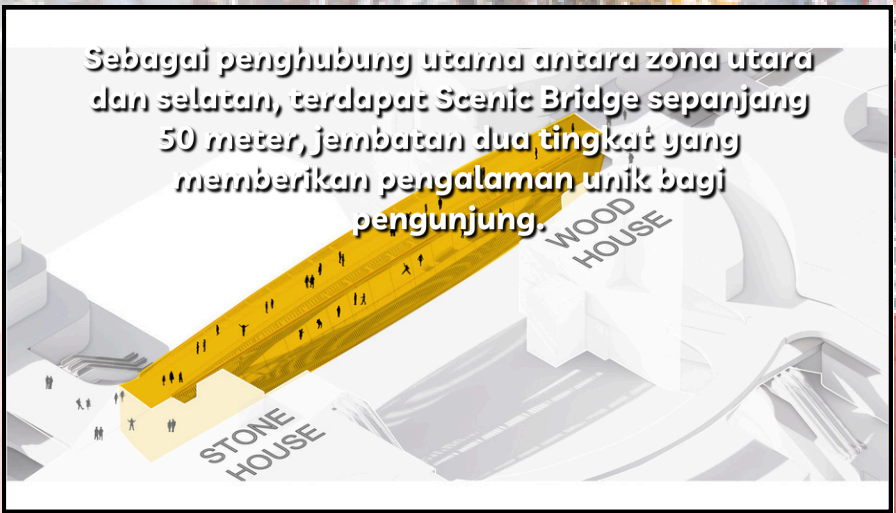 Sebagai penghubung utama antara zona utara
dan selatan, terdapat Scenic Bridge sepanjang
50 meter, jembatan dua tingkat yang
memberikan pengalaman unik bagi
pengunjung.
WOOD
HOUSE
STONE
HOUSE